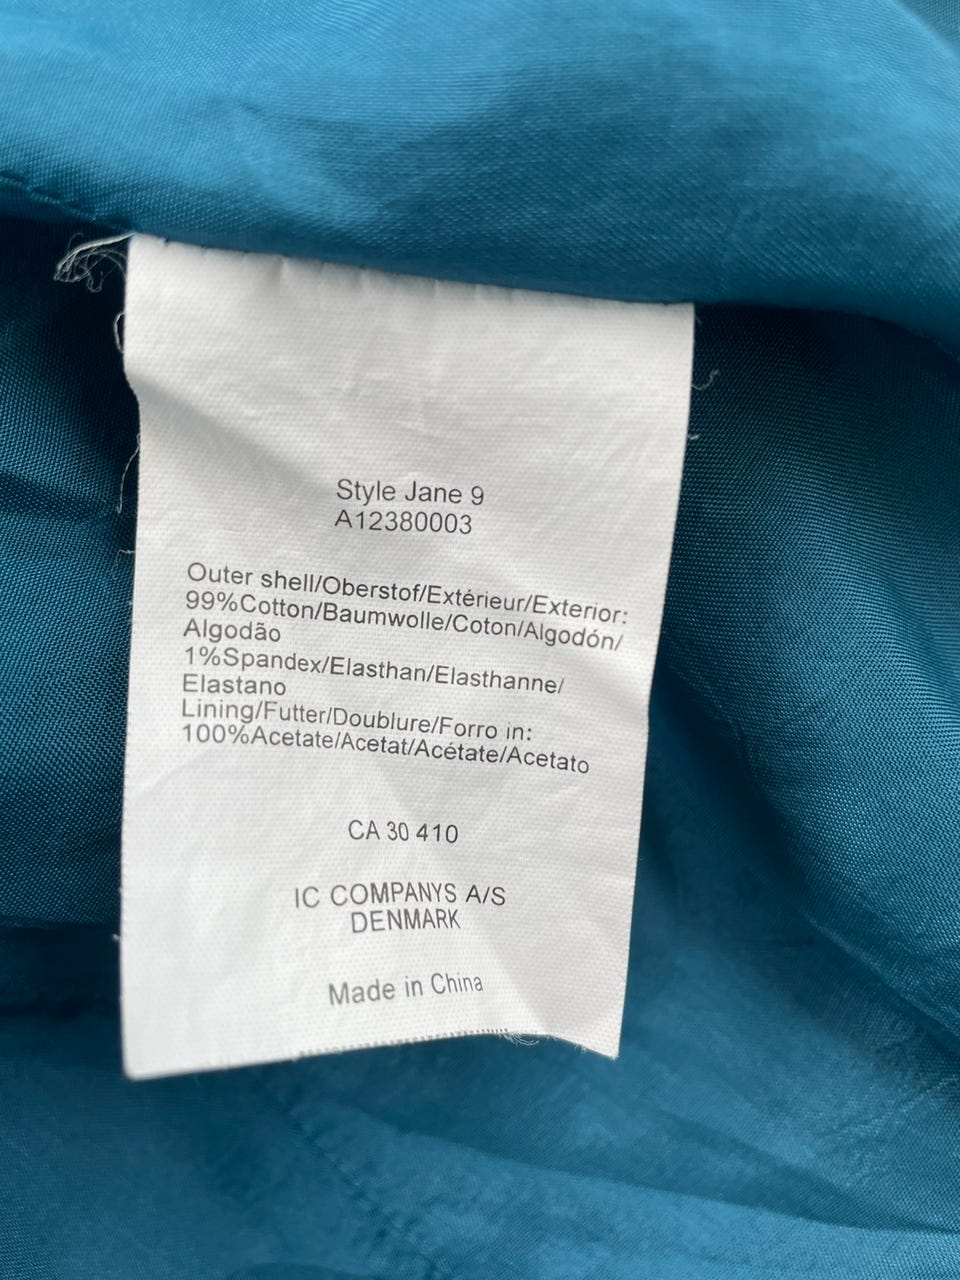 Style Jane 9
A12380003
Outer shell/Oberstof/Extérieur/Exterior:
99%Cotton/Baumwolle/Coton/Algodón/
Algodão
1%Spandex/Elasthan/Elasthanne/
Elastano
Lining/Futter/Doublure/Forro in:
100%Acetate/Acetat/Acétate/Acetato
CA 30 410
IC COMPANYS A/S
DENMARK
Made in China